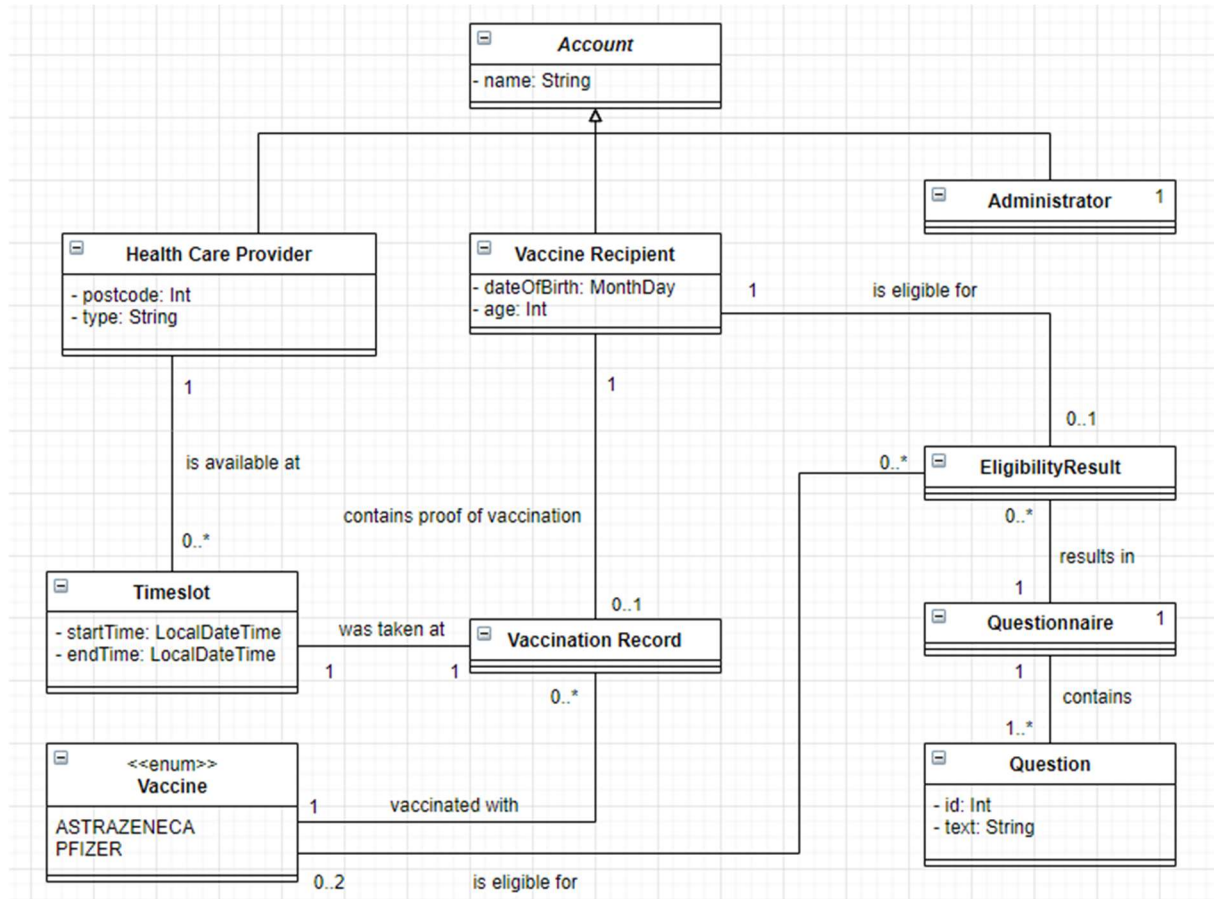 Account
- name: String
Administrator 1
Health Care Provider
- postcode: Int
- type: String
Vaccine Recipient
- dateOfBirth: MonthDay
- age: Int
1
is eligible for
1
1
0..1
is available at
0..*
EligibilityResult
contains proof of vaccination
0..*
0..*
results in
1
Timeslot
- startTime: LocalDateTime
- endTime: LocalDateTime
0..1
was taken at
1
1
Vaccination Record
Questionnaire 1
0..*
1
contains
1..*
<<enum>>
Vaccine
ASTRAZENECA
PFIZER
1
vaccinated with
Question
- id: Int
- text: String
0..2
is eligible for